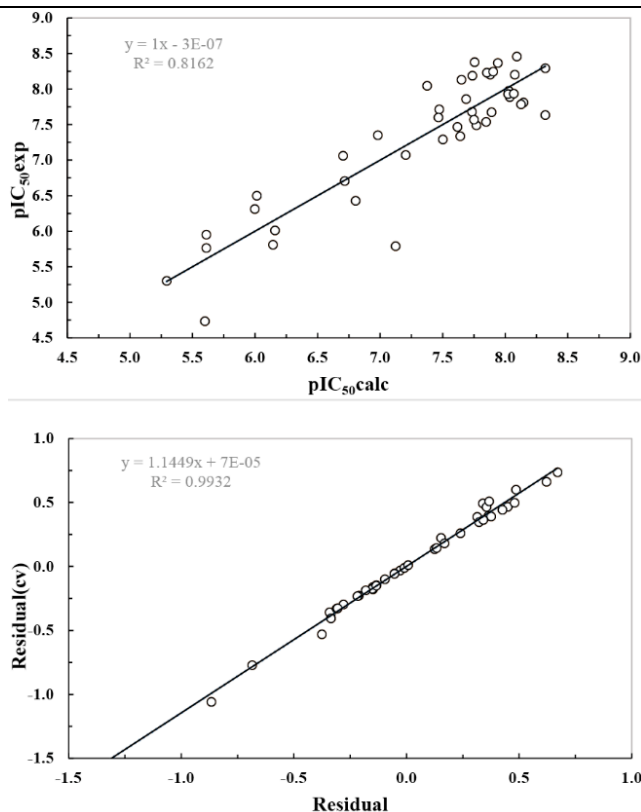 9.0
y = 1x - 3E-07
8.5
R² = 0.8162
8.0
7.5
7.0
pIC₅₀exp
6.5
6.0
5.5
5.0
4.5
4.5 5.0 5.5 6.0 6.5 7.0 7.5 8.0 8.5 9.0
pIC₅₀calc
1.0
y = 1.1449x + 7E-05
R² = 0.9932
0.5
0.0
Residual(cv)
-0.5
-1.0
-1.5
-1.5 -1.0 -0.5 0.0 0.5 1.0
Residual